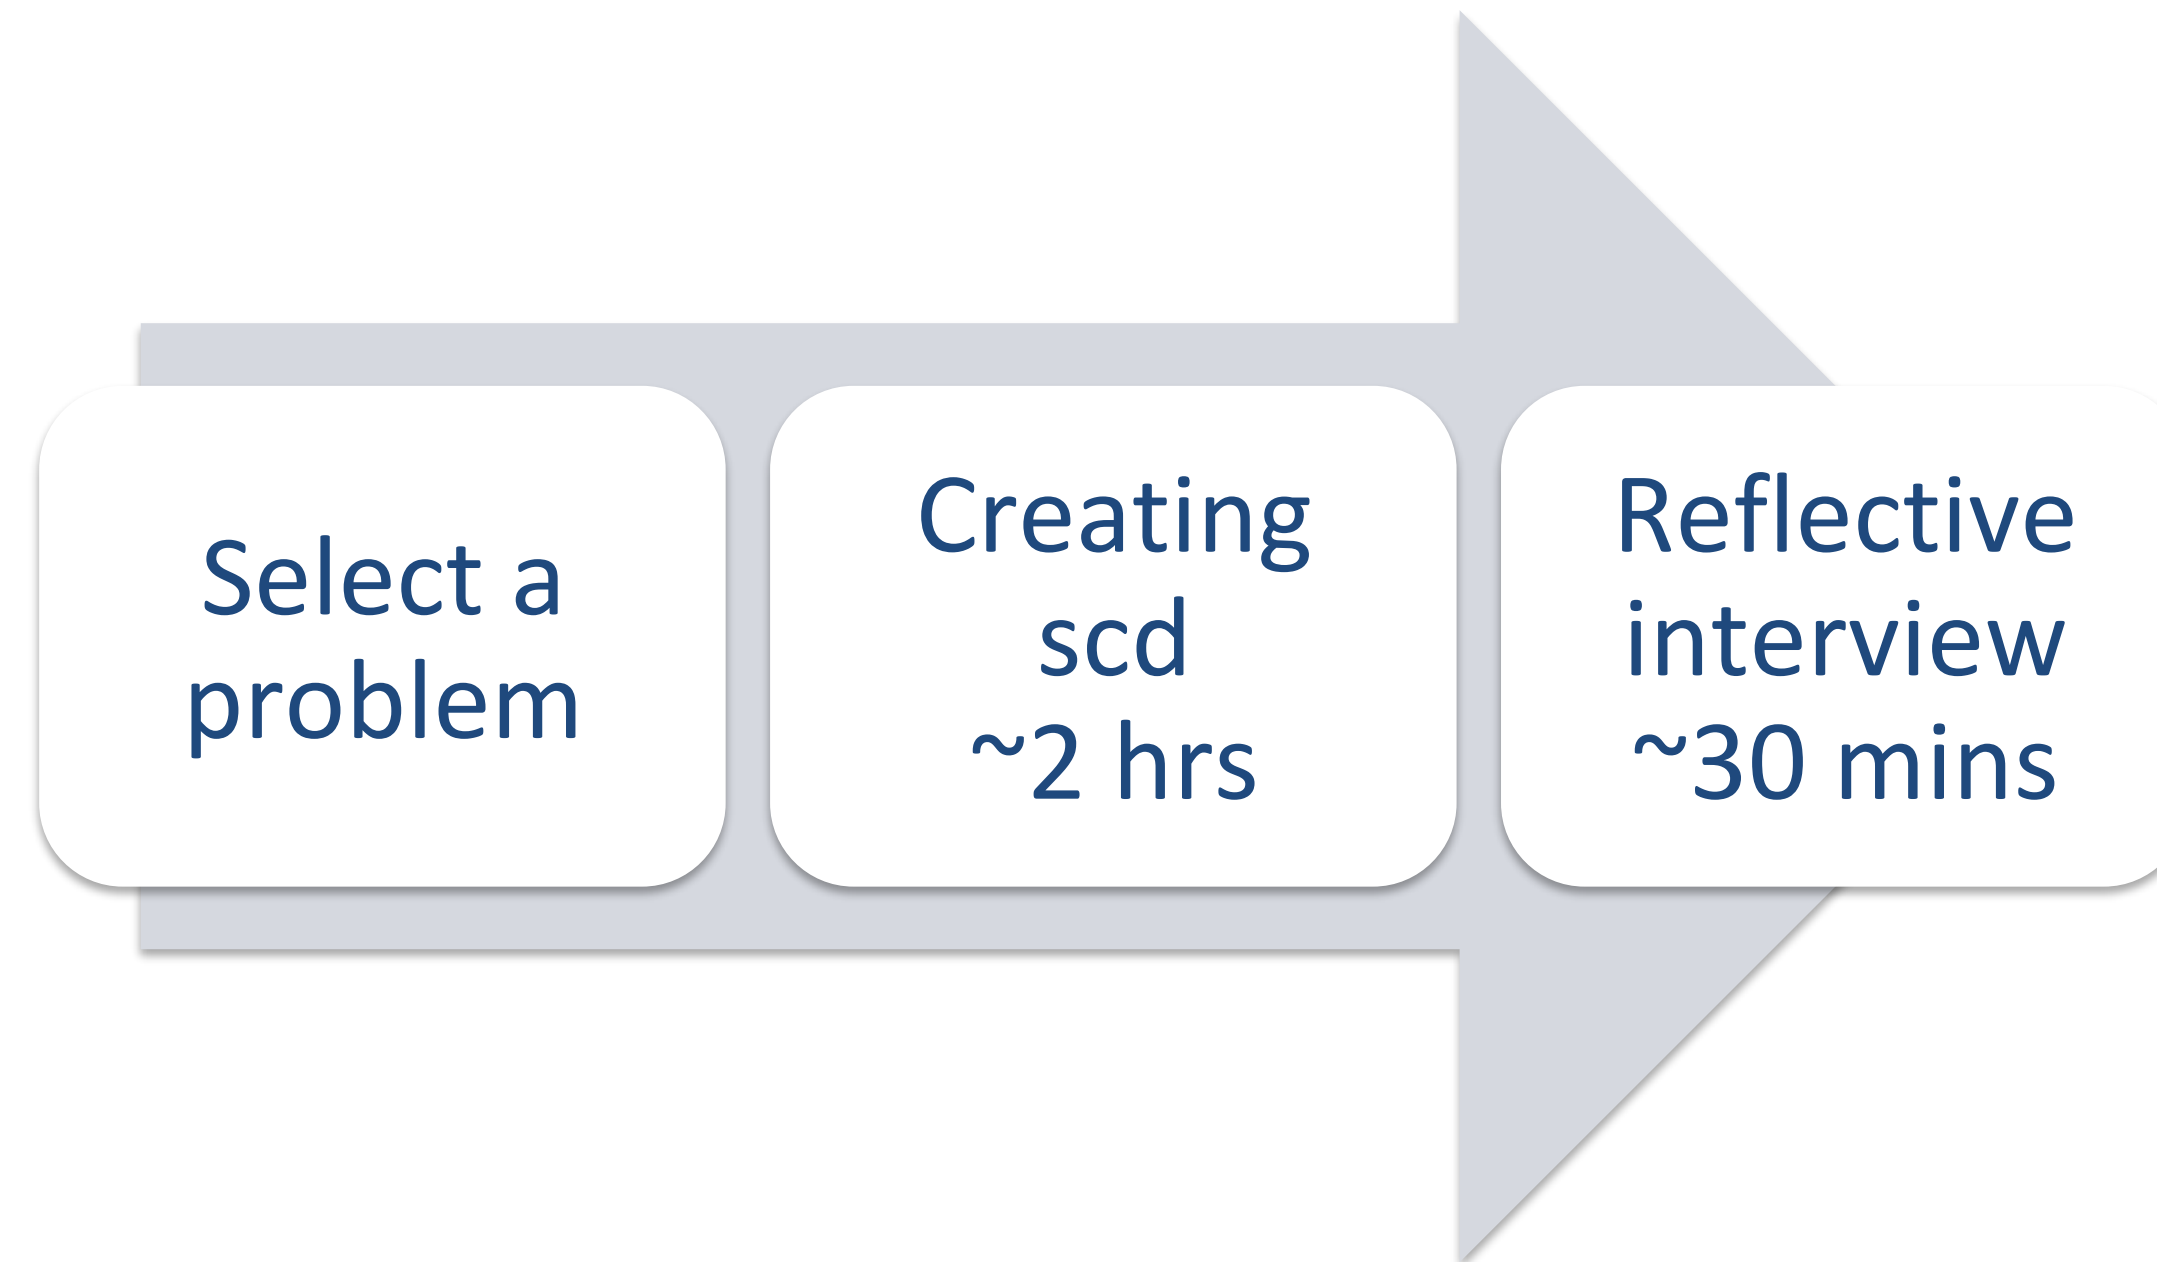 Select a
problem
Creating
scd
~2 hrs
Reflective
interview
~30 mins